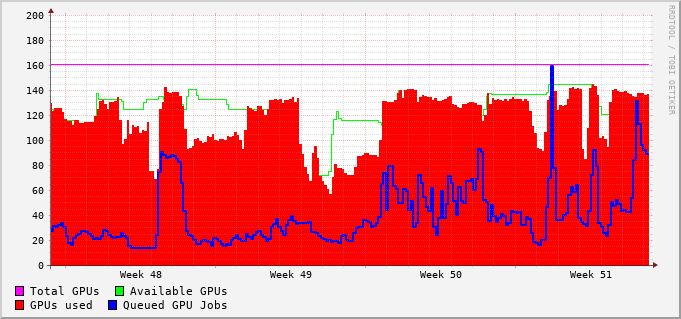 200
180
160
140
120
100
80
60
40
20
0
Week 48 Week 49 Week 50 Week 51
Total GPUs Available GPUs
GPUs used Queued GPU Jobs
RRDTOOL / TOBI OETIKER